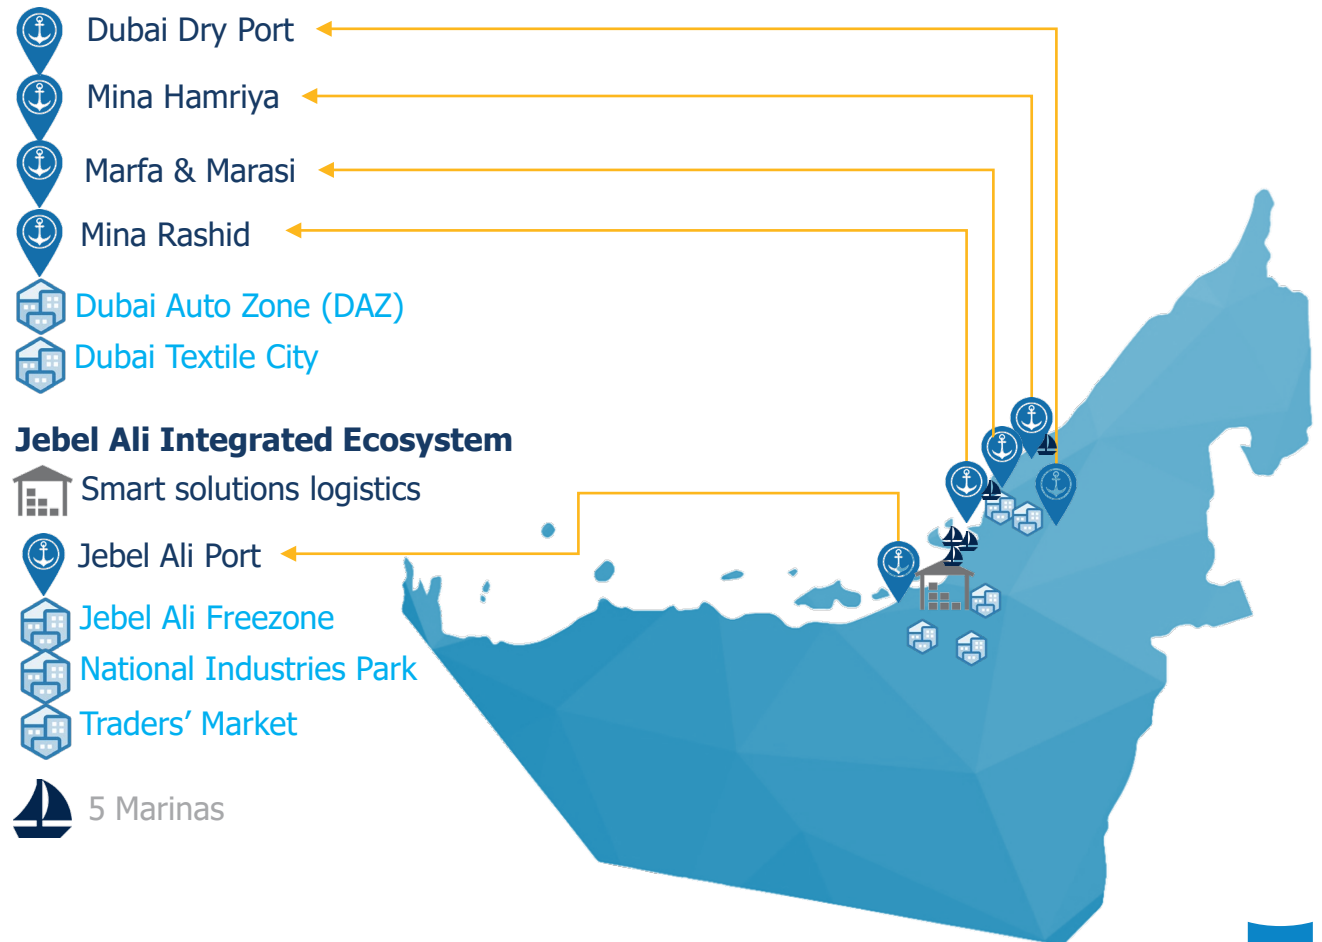 Dubai Dry Port
Mina Hamriya
Marfa & Marasi
Mina Rashid
Dubai Auto Zone (DAZ)
Dubai Textile City
Jebel Ali Integrated Ecosystem
Smart solutions logistics
Jebel Ali Port
Jebel Ali Freezone
National Industries Park
Traders’ Market
5 Marinas